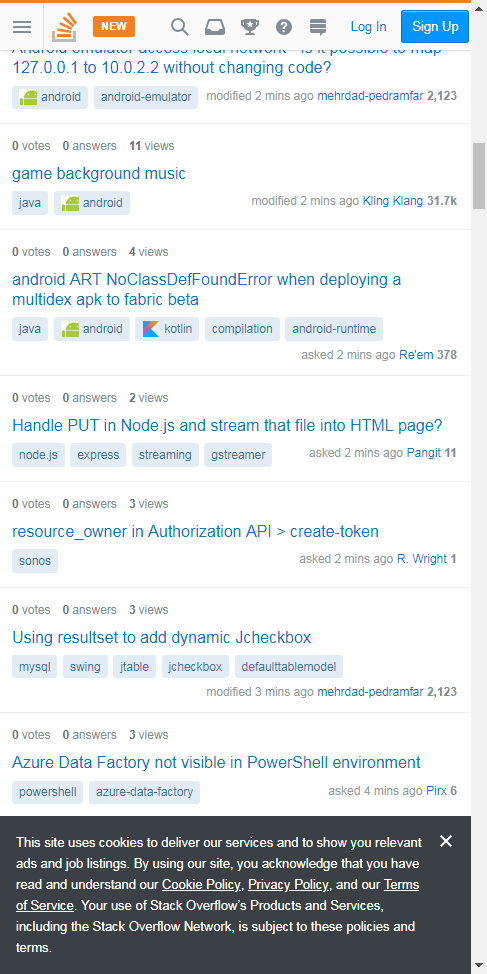 NEW
Log In
Sign Up
Android emulator access local network - is it possible to map
127.0.0.1 to 10.0.2.2 without changing code?
android android-emulator modified 2 mins ago mehrdad-pedramfar 2,123
0 votes 0 answers 11 views
game background music
java android modified 2 mins ago Kling Klang 31.7k
0 votes 0 answers 4 views
android ART NoClassDefFoundError when deploying a
multidex apk to fabric beta
java android kotlin compilation android-runtime
asked 2 mins ago Re'em 378
0 votes 0 answers 2 views
Handle PUT in Node.js and stream that file into HTML page?
node.js express streaming gstreamer asked 2 mins ago Pangit 11
0 votes 0 answers 3 views
resource_owner in Authorization API > create-token
sonos asked 2 mins ago R. Wright 1
0 votes 0 answers 3 views
Using resultset to add dynamic Jcheckbox
mysql swing jtable jcheckbox defaulttablemodel
modified 3 mins ago mehrdad-pedramfar 2,123
0 votes 0 answers 3 views
Azure Data Factory not visible in PowerShell environment
powershell azure-data-factory asked 4 mins ago Pirx 6
This site uses cookies to deliver our services and to show you relevant
ads and job listings. By using our site, you acknowledge that you have
read and understand our Cookie Policy, Privacy Policy, and our Terms
of Service. Your use of Stack Overflow's Products and Services,
including the Stack Overflow Network, is subject to these policies and
terms.